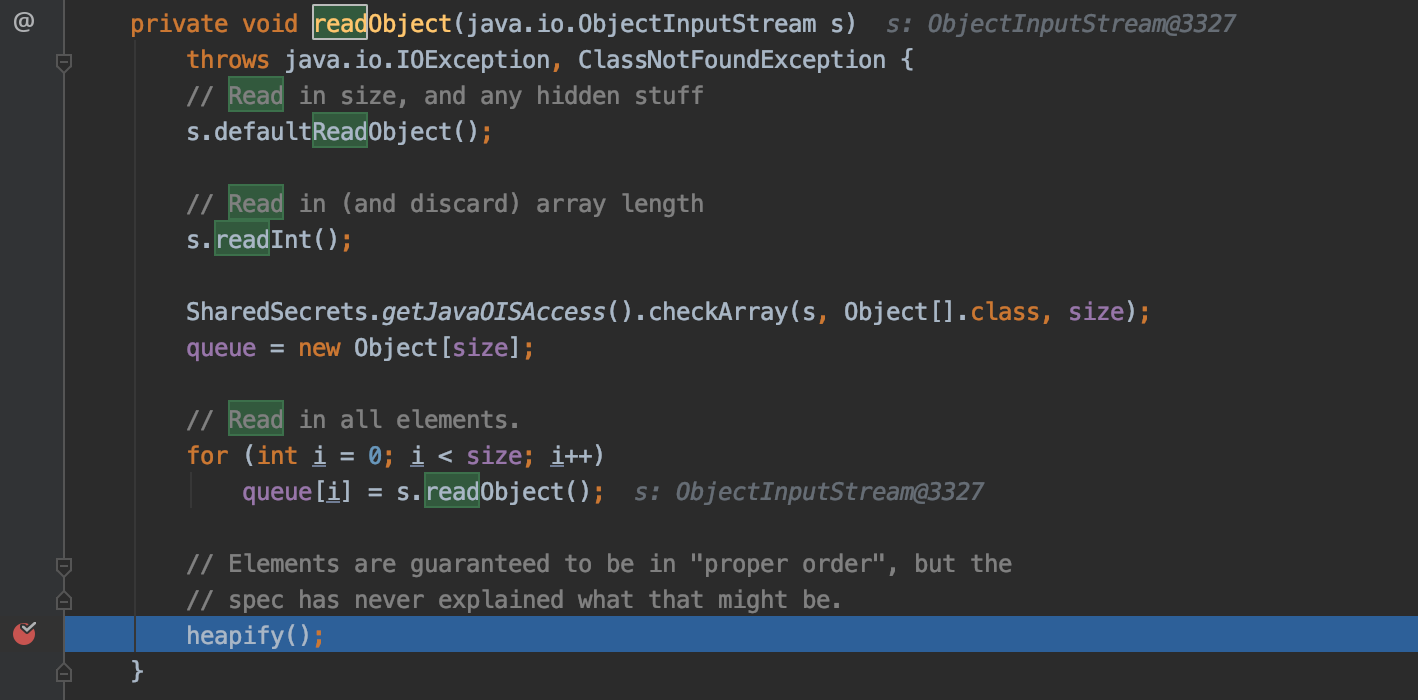 @ private void readObject(java.io.ObjectInputStream s)  s: ObjectInputStream@3327
        throws java.io.IOException, ClassNotFoundException {
        // Read in size, and any hidden stuff
        s.defaultReadObject();
        // Read in (and discard) array length
        s.readInt();
        SharedSecrets.getJavaOISAccess().checkArray(s, Object[].class, size);
        queue = new Object[size];
        // Read in all elements.
        for (int i = 0; i < size; i++)
            queue[i] = s.readObject();  s: ObjectInputStream@3327
        // Elements are guaranteed to be in "proper order", but the
        // spec has never explained what that might be.
        heapify();
    }